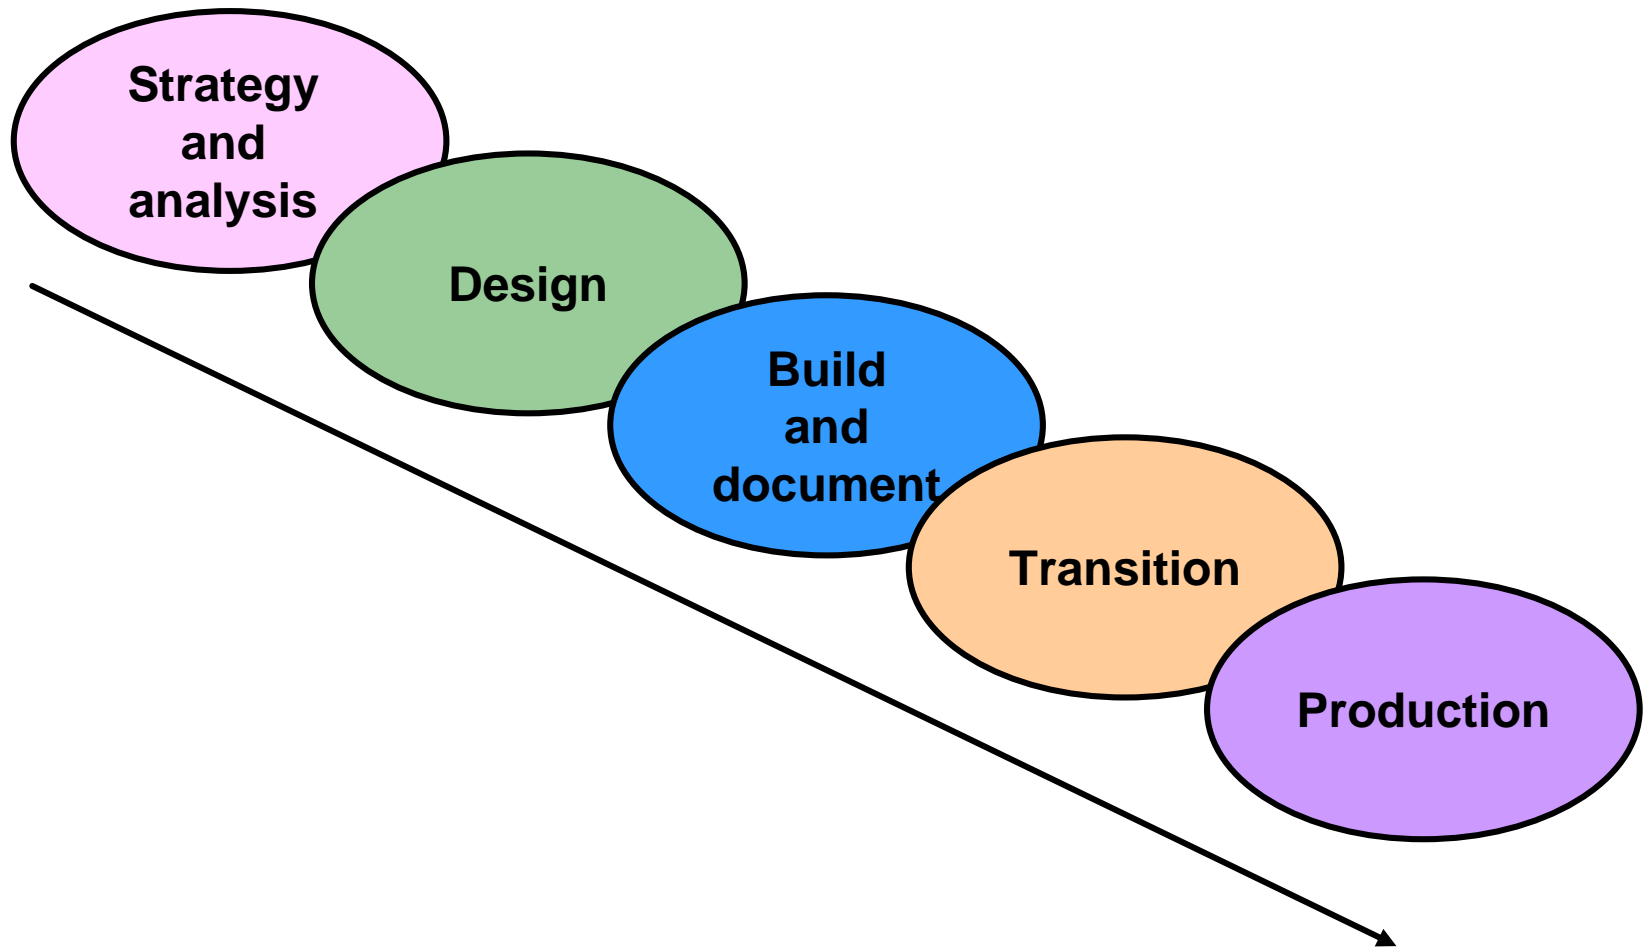 Strategy
and
analysis
Design
Build
and
document
Transition
Production